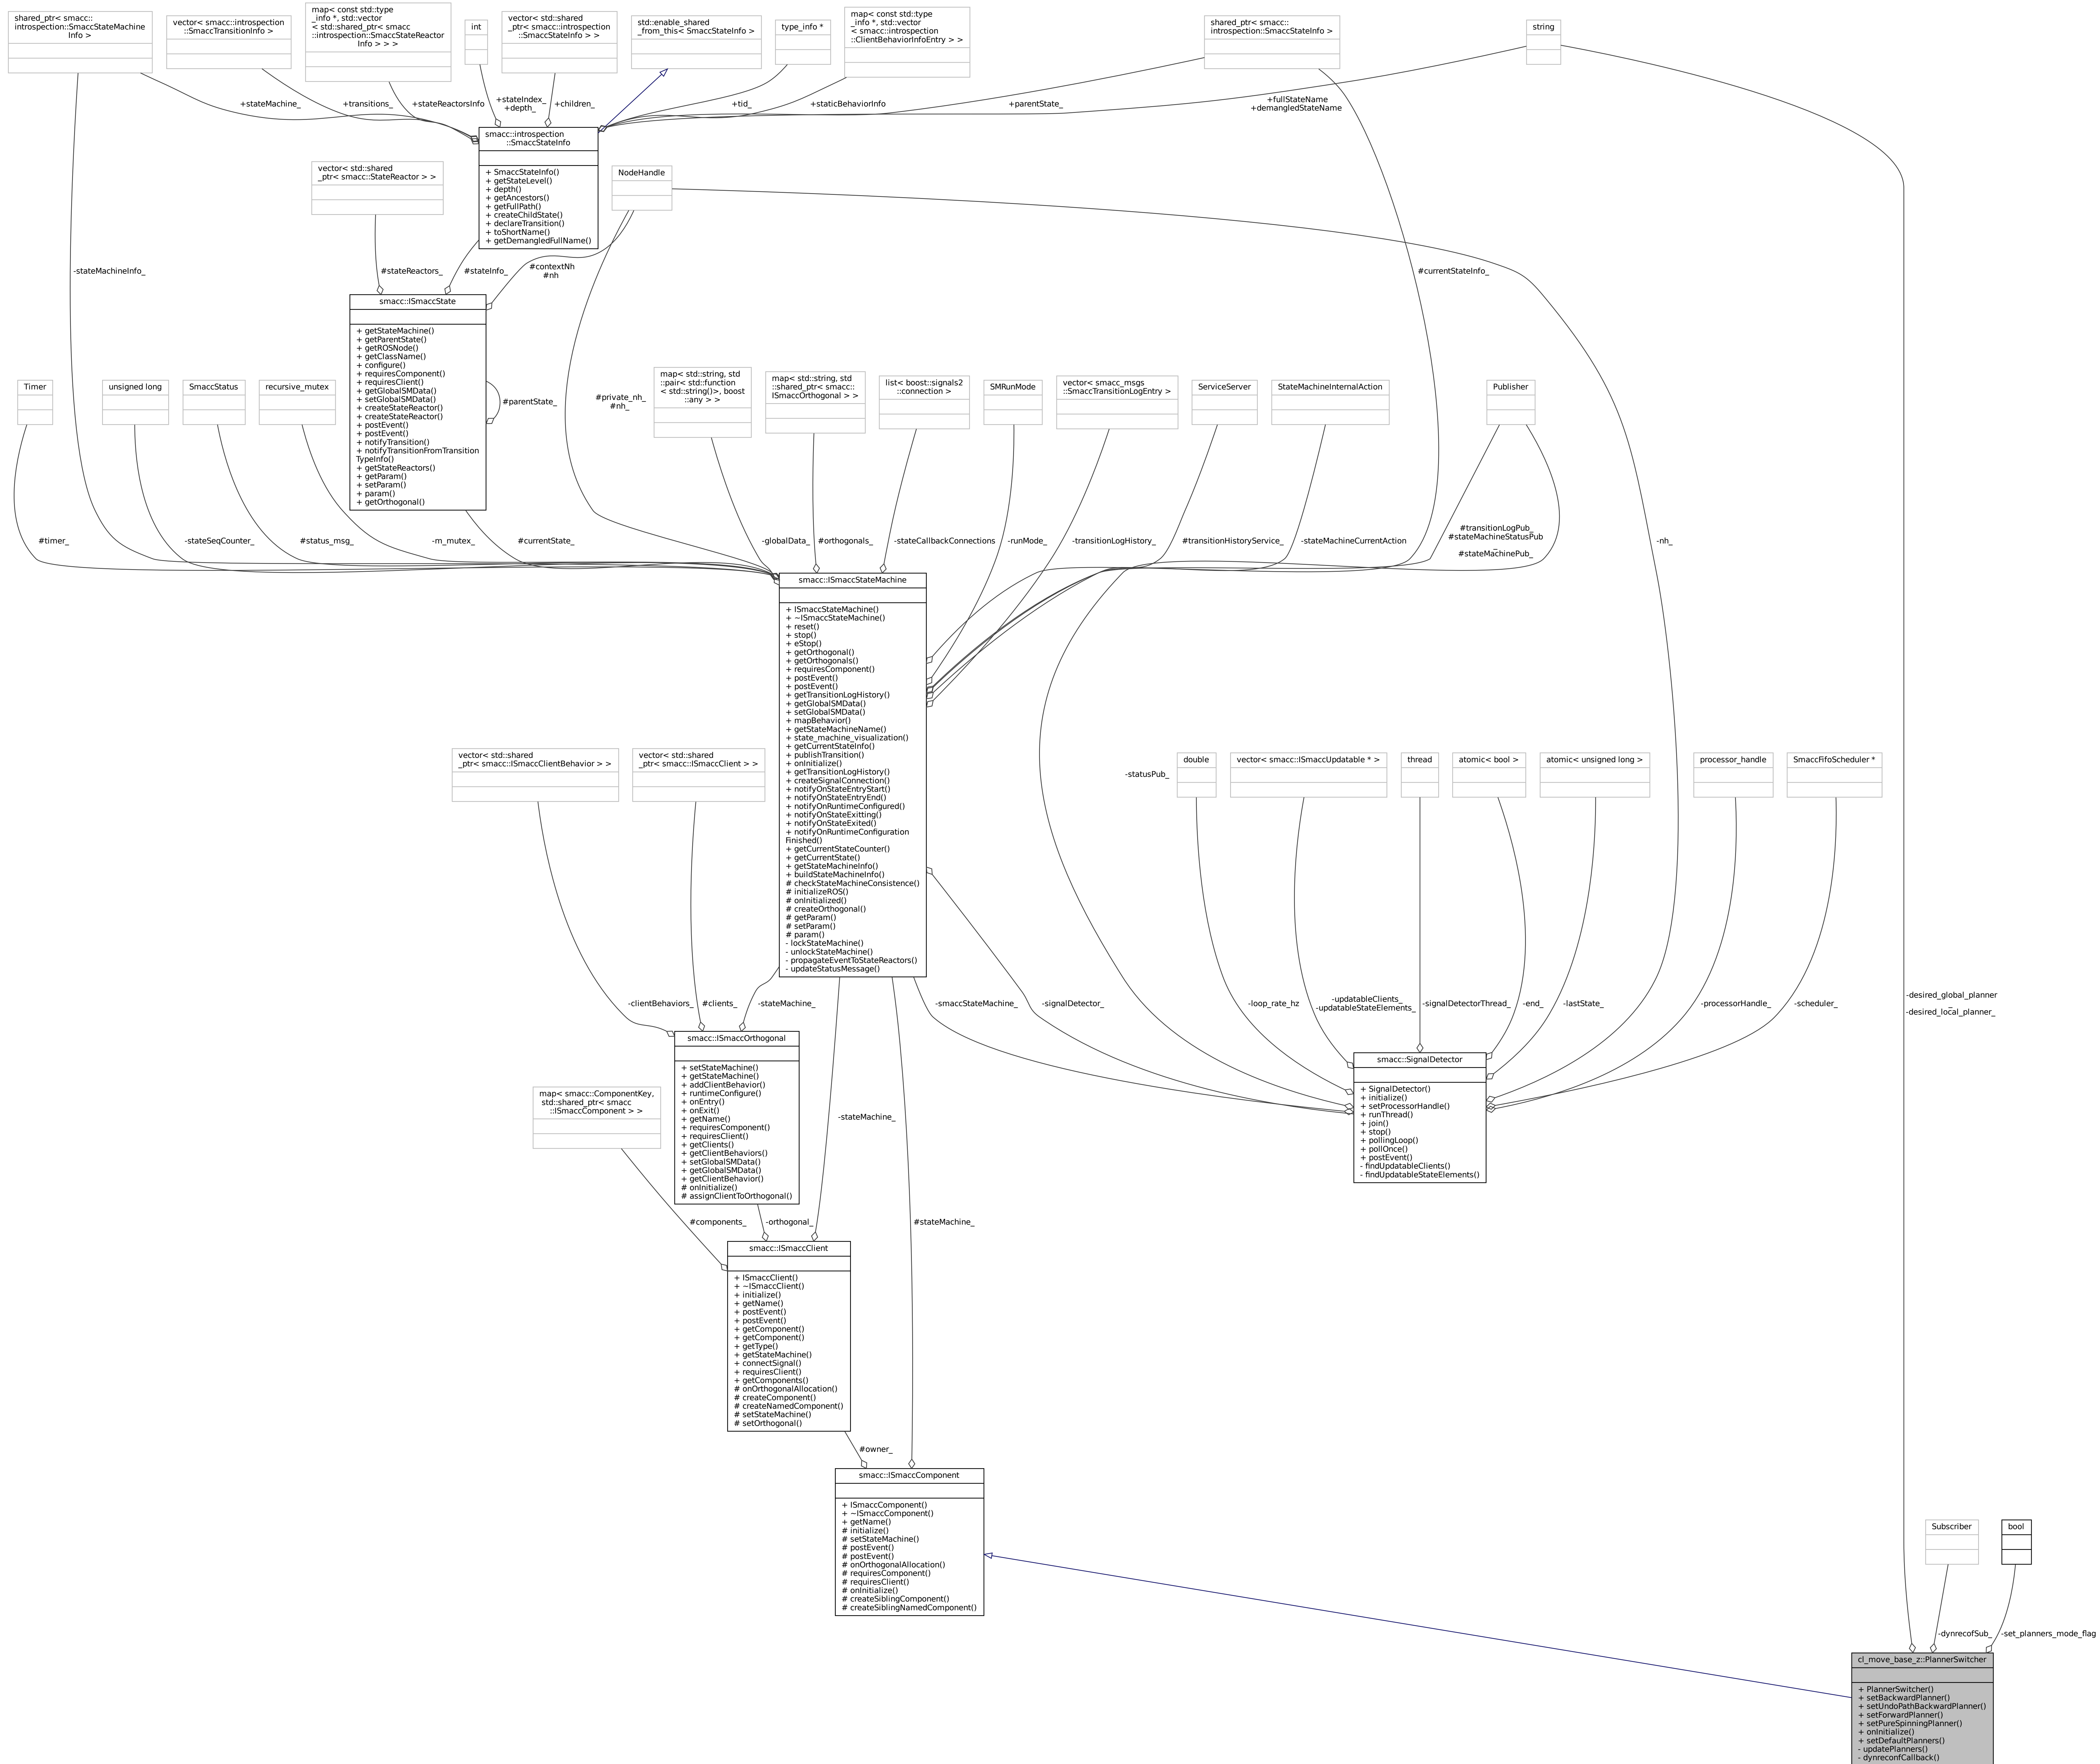 shared_ptr< smacc::
introspection::SmaccStateMachine
Info >
vector< smacc::introspection
::SmaccTransitionInfo >
map< const std::type
_info *, std::vector
< std::shared_ptr< smacc
::introspection::SmaccStateReactor
Info > > >
int
vector< std::shared
_ptr< smacc::introspection
::SmaccStateInfo > >
std::enable_shared
_from_this< SmaccStateInfo >
type_info *
map< const std::type
_info *, std::vector
< smacc::introspection
::ClientBehaviorInfoEntry > >
shared_ptr< smacc::
introspection::SmaccStateInfo >
string
+stateMachine_
+transitions_
+stateReactorsInfo
+stateIndex_
+depth_
+children_
+tid_
+staticBehaviorInfo
+parentState_
+fullStateName
+demangledStateName
smacc::introspection
::SmaccStateInfo
+ SmaccStateInfo()
+ getStateLevel()
+ depth()
+ getAncestors()
+ getFullPath()
+ createChildState()
+ declareTransition()
+ toShortName()
+ getDemangledFullName()
vector< std::shared
_ptr< smacc::StateReactor > >
NodeHandle
-stateMachineInfo_
#stateReactors_
#stateInfo_
#contextNh
#nh
#currentStateInfo_
smacc::ISmaccState
+ getStateMachine()
+ getParentState()
+ getROSNode()
+ getClassName()
+ configure()
+ requiresComponent()
+ requiresClient()
+ getGlobalSMData()
+ setGlobalSMData()
+ createStateReactor()
+ createStateReactor()
+ postEvent()
+ postEvent()
+ notifyTransition()
+ notifyTransitionFromTransition
TypeInfo()
+ getStateReactors()
+ getParam()
+ setParam()
+ param()
+ getOrthogonal()
#parentState_
Timer
unsigned long
SmaccStatus
recursive_mutex
#private_nh_
#nh_
map< std::string, std
::pair< std::function
< std::string()>, boost
::any > >
map< std::string, std
::shared_ptr< smacc::
ISmaccOrthogonal > >
list< boost::signals2
::connection >
SMRunMode
vector< smacc_msgs
::SmaccTransitionLogEntry >
ServiceServer
StateMachineInternalAction
Publisher
#timer_
-stateSeqCounter_
#status_msg_
-m_mutex_
#currentState_
-globalData_
#orthogonals_
-stateCallbackConnections
-runMode_
-transitionLogHistory_
#transitionHistoryService_
-stateMachineCurrentAction
#transitionLogPub_
#stateMachineStatusPub
_
#stateMachinePub_
-nh_
smacc::ISmaccStateMachine
+ ISmaccStateMachine()
+ ~ISmaccStateMachine()
+ reset()
+ stop()
+ eStop()
+ getOrthogonal()
+ getOrthogonals()
+ requiresComponent()
+ postEvent()
+ postEvent()
+ getTransitionLogHistory()
+ getGlobalSMData()
+ setGlobalSMData()
+ mapBehavior()
+ getStateMachineName()
+ state_machine_visualization()
+ getCurrentStateInfo()
+ publishTransition()
+ onInitialize()
+ getTransitionLogHistory()
+ createSignalConnection()
+ notifyOnStateEntryStart()
+ notifyOnStateEntryEnd()
+ notifyOnRuntimeConfigured()
+ notifyOnStateExitting()
+ notifyOnStateExited()
+ notifyOnRuntimeConfiguration
Finished()
+ getCurrentStateCounter()
+ getCurrentState()
+ getStateMachineInfo()
+ buildStateMachineInfo()
# checkStateMachineConsistence()
# initializeROS()
# onInitialized()
# createOrthogonal()
# getParam()
# setParam()
# param()
- lockStateMachine()
- unlockStateMachine()
- propagateEventToStateReactors()
- updateStatusMessage()
vector< std::shared
_ptr< smacc::ISmaccClientBehavior > >
vector< std::shared
_ptr< smacc::ISmaccClient > >
-statusPub_
double
vector< smacc::ISmaccUpdatable * >
thread
atomic< bool >
atomic< unsigned long >
processor_handle
SmaccFifoScheduler *
-clientBehaviors_
#clients_
-stateMachine_
-smaccStateMachine_
-signalDetector_
-loop_rate_hz
-updatableClients_
-updatableStateElements_
-signalDetectorThread_
-end_
-lastState_
-processorHandle_
-scheduler_
-desired_global_planner
_
-desired_local_planner_
smacc::ISmaccOrthogonal
+ setStateMachine()
+ getStateMachine()
+ addClientBehavior()
+ runtimeConfigure()
+ onEntry()
+ onExit()
+ getName()
+ requiresComponent()
+ requiresClient()
+ getClients()
+ getClientBehaviors()
+ setGlobalSMData()
+ getGlobalSMData()
+ getClientBehavior()
# onInitialize()
# assignClientToOrthogonal()
smacc::SignalDetector
+ SignalDetector()
+ initialize()
+ setProcessorHandle()
+ runThread()
+ join()
+ stop()
+ pollingLoop()
+ pollOnce()
+ postEvent()
- findUpdatableClients()
- findUpdatableStateElements()
map< smacc::ComponentKey,
std::shared_ptr< smacc
::ISmaccComponent > >
-stateMachine_
#components_
-orthogonal_
#stateMachine_
smacc::ISmaccClient
+ ISmaccClient()
+ ~ISmaccClient()
+ initialize()
+ getName()
+ postEvent()
+ postEvent()
+ getComponent()
+ getComponent()
+ getType()
+ getStateMachine()
+ connectSignal()
+ requiresClient()
+ getComponents()
# onOrthogonalAllocation()
# createComponent()
# createNamedComponent()
# setStateMachine()
# setOrthogonal()
#owner_
smacc::ISmaccComponent
+ ISmaccComponent()
+ ~ISmaccComponent()
+ getName()
# initialize()
# setStateMachine()
# postEvent()
# postEvent()
# onOrthogonalAllocation()
# requiresComponent()
# requiresClient()
# onInitialize()
# createSiblingComponent()
# createSiblingNamedComponent()
Subscriber
bool
-dynrecofSub_
-set_planners_mode_flag
cl_move_base_z::PlannerSwitcher
+ PlannerSwitcher()
+ setBackwardPlanner()
+ setUndoPathBackwardPlanner()
+ setForwardPlanner()
+ setPureSpinningPlanner()
+ onInitialize()
+ setDefaultPlanners()
- updatePlanners()
- dynreconfCallback()